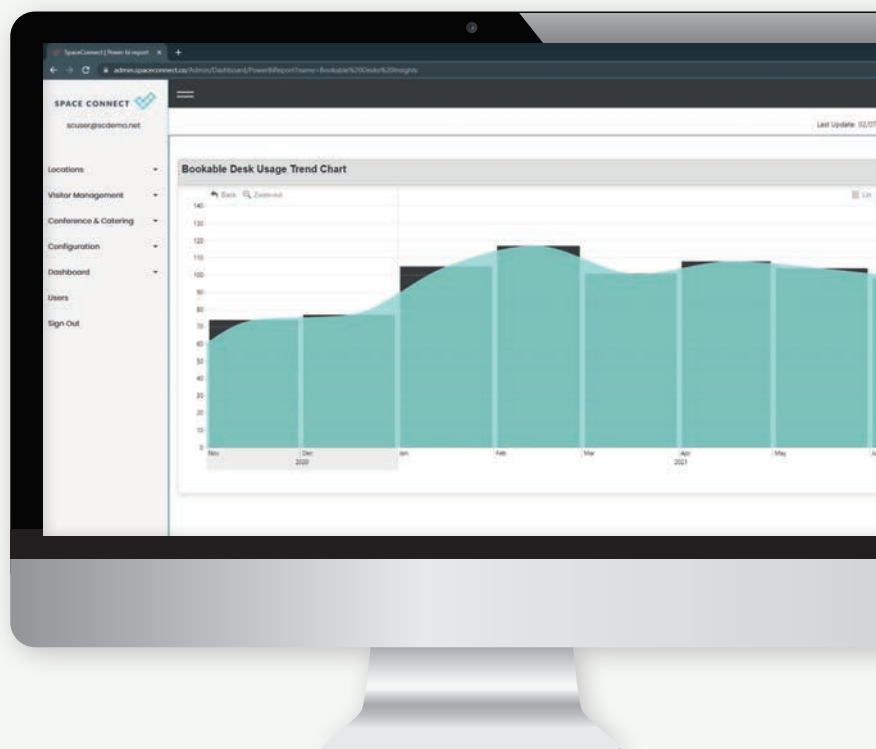 SpaceConnect | Power bi report
admin.spaceconnect.co/Admin/Dashboard/PowerBiReport?name=Bookable%20Desks%20Insights
SPACE CONNECT
scuser@scdemo.net
Last Update: 02/07
Locations
Visitor Management
Conference & Catering
Configuration
Dashboard
Users
Sign Out
Bookable Desk Usage Trend Chart
Back Zoom-out
Lin
140
130
120
110
100
90
80
70
60
50
40
30
20
10
0
Nov Dec Jan Feb Mar Apr May
2020 2021